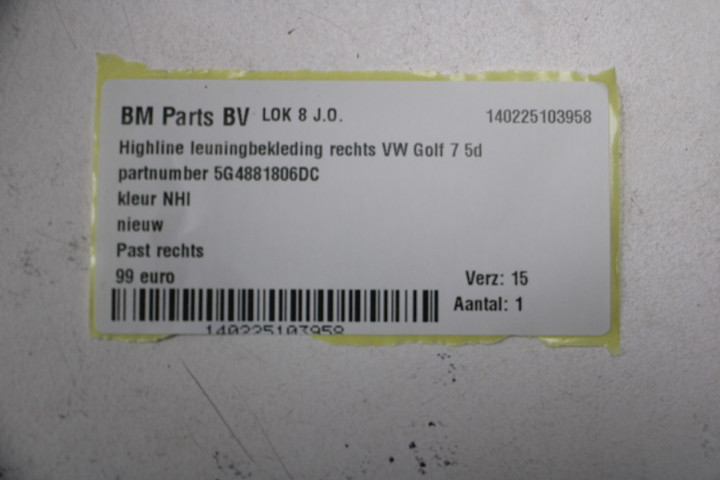 BM Parts BV LOK 8 J.O. 140225103958
Highline leuningbekleding rechts VW Golf 7 5d
partnumber 5G4881806DC
kleur NHI
nieuw
Past rechts
99 euro Verz: 15
Aantal: 1
140225103958